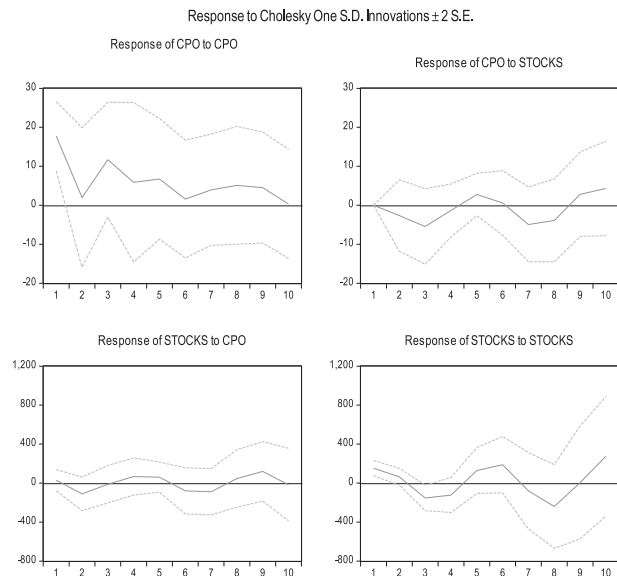 Response to Cholesky One S.D. Innovations ± 2 S.E.
Response of CPO to CPO
30
20
10
0
-10
-20
1 2 3 4 5 6 7 8 9 10
Response of CPO to STOCKS
30
20
10
0
-10
-20
1 2 3 4 5 6 7 8 9 10
Response of STOCKS to CPO
1,200
800
400
0
-400
-800
1 2 3 4 5 6 7 8 9 10
Response of STOCKS to STOCKS
1,200
800
400
0
-400
-800
1 2 3 4 5 6 7 8 9 10